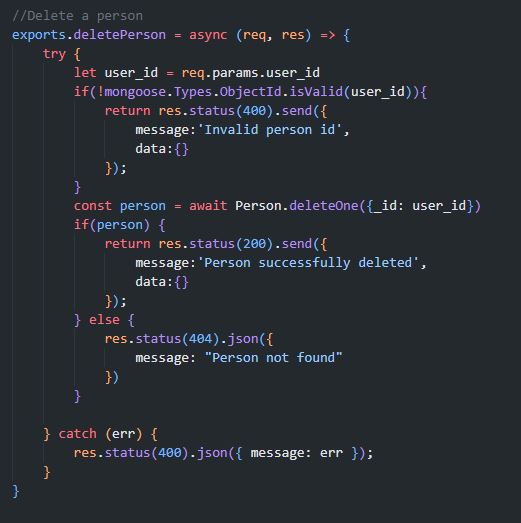 //Delete a person
exports.deletePerson = async (req, res) => {
    try {
        let user_id = req.params.user_id
        if(!mongoose.Types.ObjectId.isValid(user_id)){
            return res.status(400).send({
                message:'Invalid person id',
                data:{}
            });
        }
        const person = await Person.deleteOne({_id: user_id})
        if(person) {
            return res.status(200).send({
                message:'Person successfully deleted',
                data:{}
            });
        } else {
            res.status(404).json({
                message: "Person not found"
            })
        }

    } catch (err) {
        res.status(400).json({ message: err });
    }
}